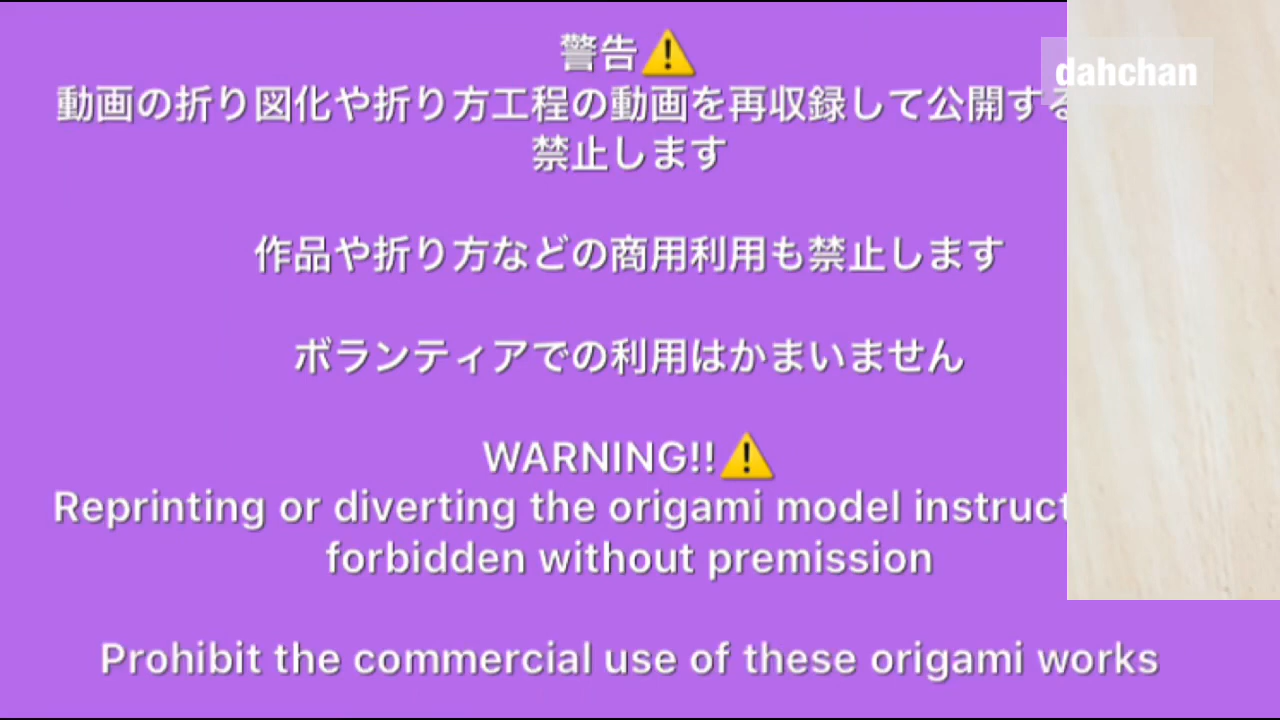 警告⚠️
dahchan
動画の折り図化や折り方工程の動画を再収録して公開する
禁止します
作品や折り方などの商用利用も禁止します
ボランティアでの利用はかまいません
WARNING!!⚠️
Reprinting or diverting the origami model
forbidden without premission
Prohibit the commercial use of these origami works